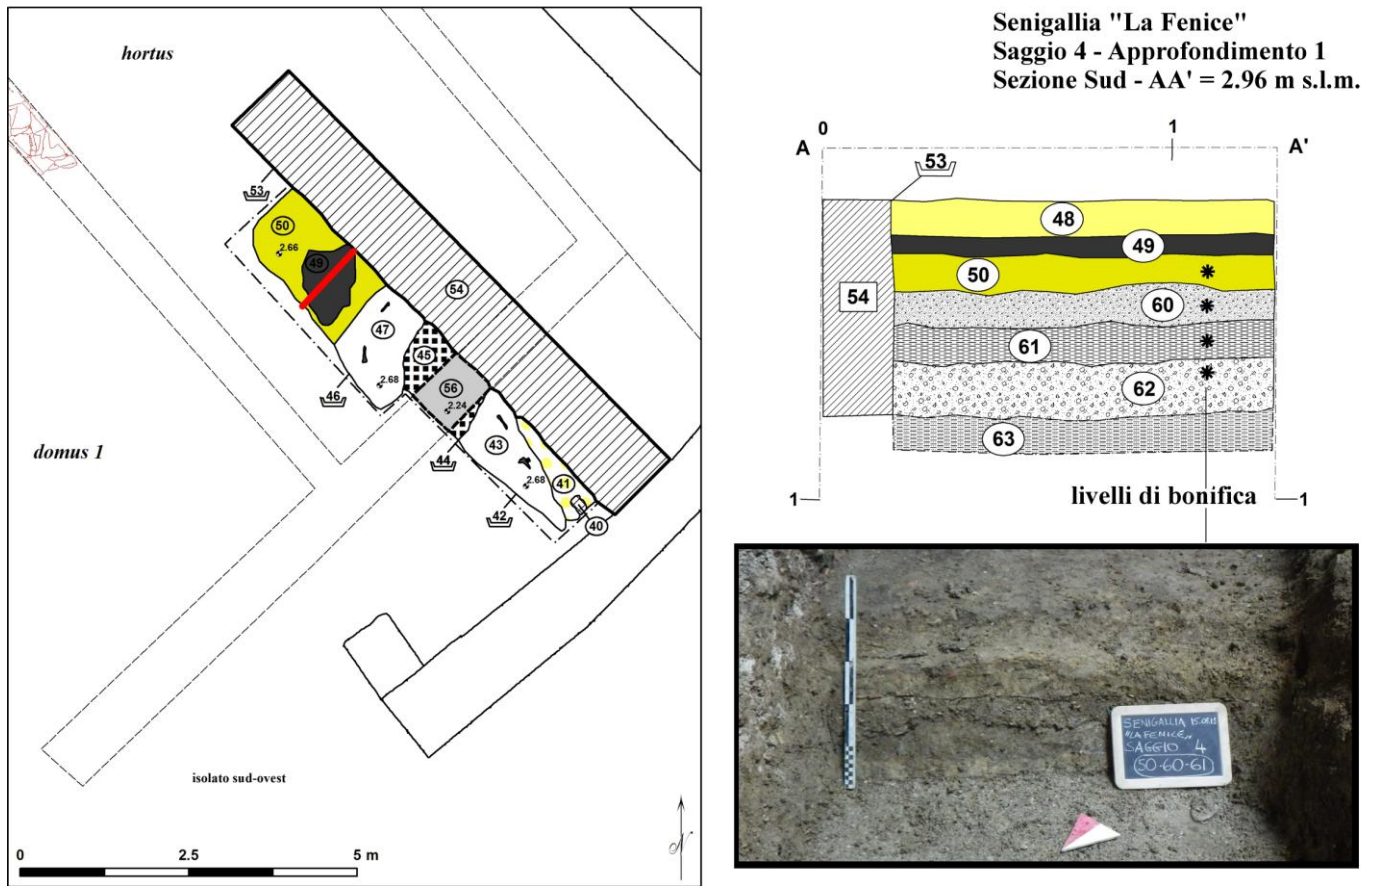 hortus
53
50
2.66
49
54
47
45
2.68
56
46
2.24
domus 1
43
44
2.68
41
42
40
isolato sud-ovest
0 2.5 5 m
N
Senigallia "La Fenice"
Saggio 4 - Approfondimento 1
Sezione Sud - AA' = 2.96 m s.l.m.
0 1
A A'
53
48
49
50
54
60
61
62
63
livelli di bonifica
1 1
SENIGALLIA
"LA FENICE"
SAGGIO 4
50-60-61